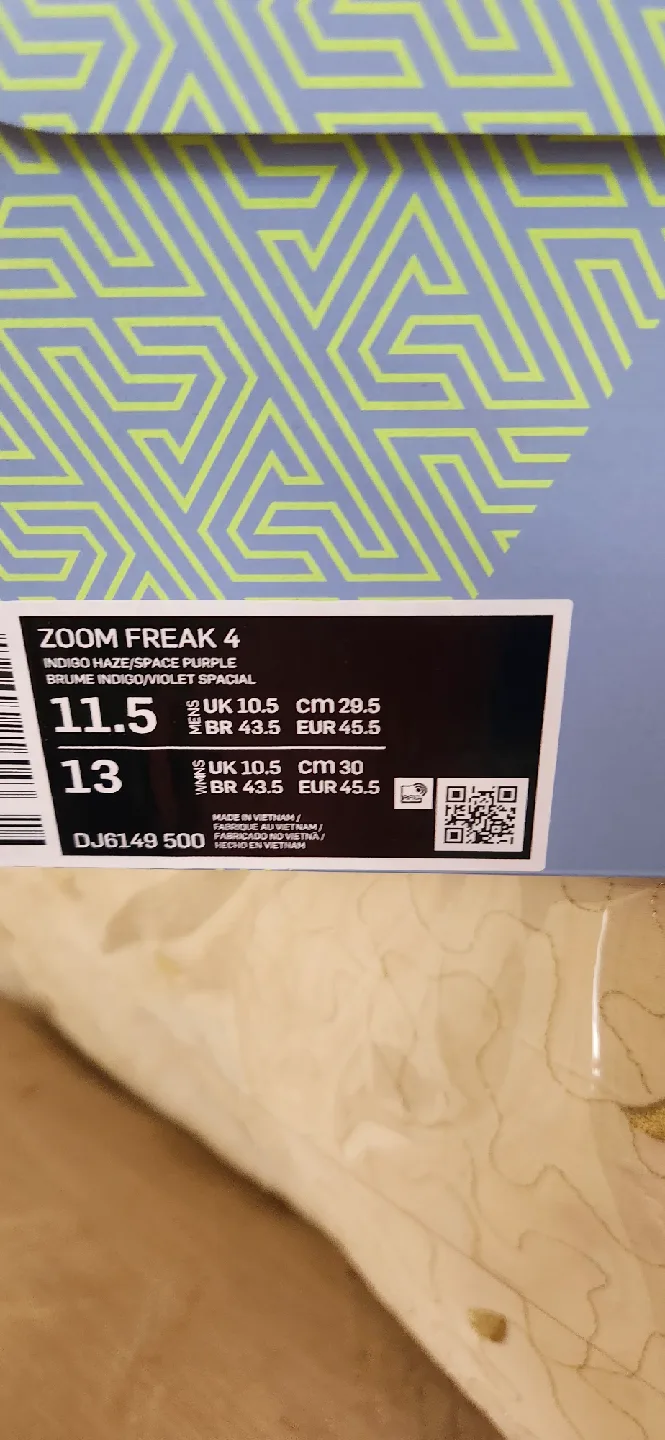 ZOOM FREAK 4
INDIGO HAZE/SPACE PURPLE
BRUME INDIGO/VIOLET SPACIAL
11.5 MENS UK 10.5 cm 29.5
BR 43.5 EUR 45.5
13 WMNS UK 10.5 cm 30
BR 43.5 EUR 45.5
RFID
DJ6149 500
MADE IN VIETNAM /
FABRIQUE AU VIETNAM /
FABRICADO NO VIETNÃ /
HECHO EN VIETNAM